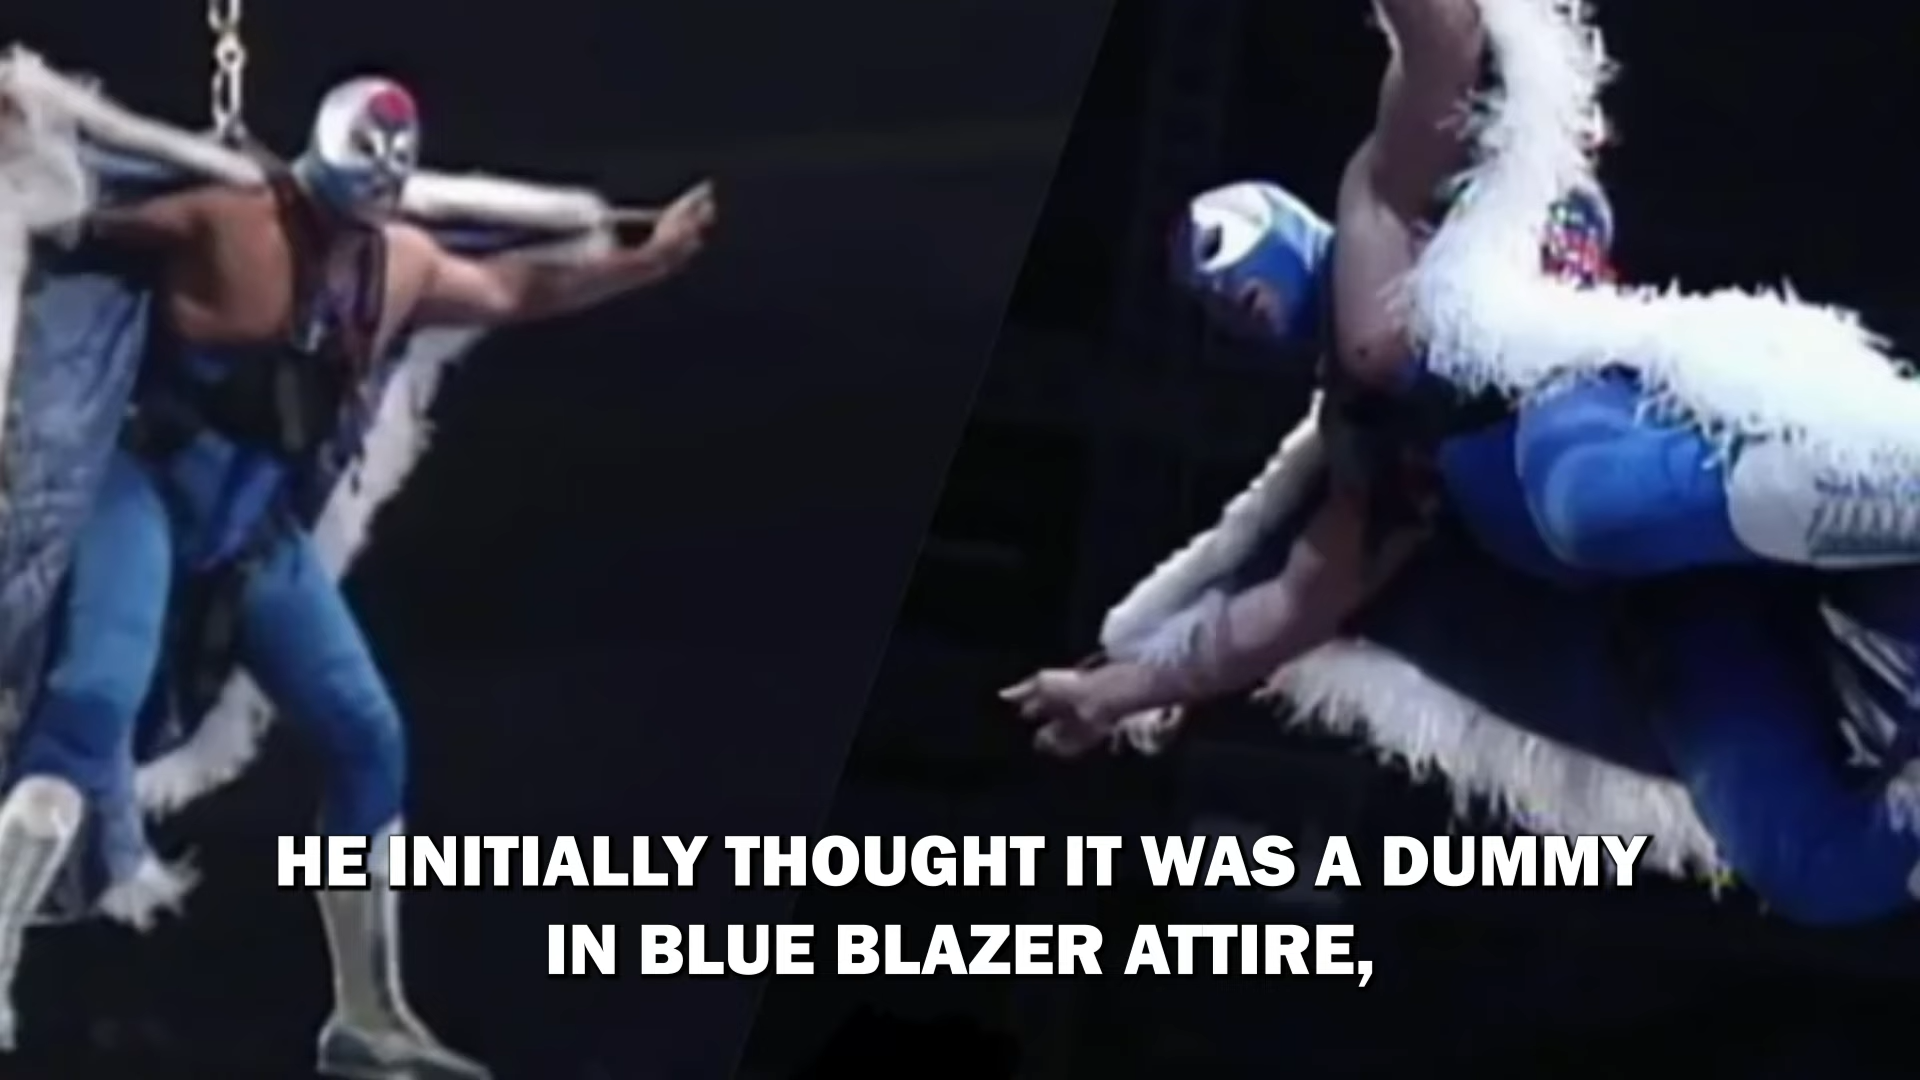 HE INITIALLY THOUGHT IT WAS A DUMMY
IN BLUE BLAZER ATTIRE,